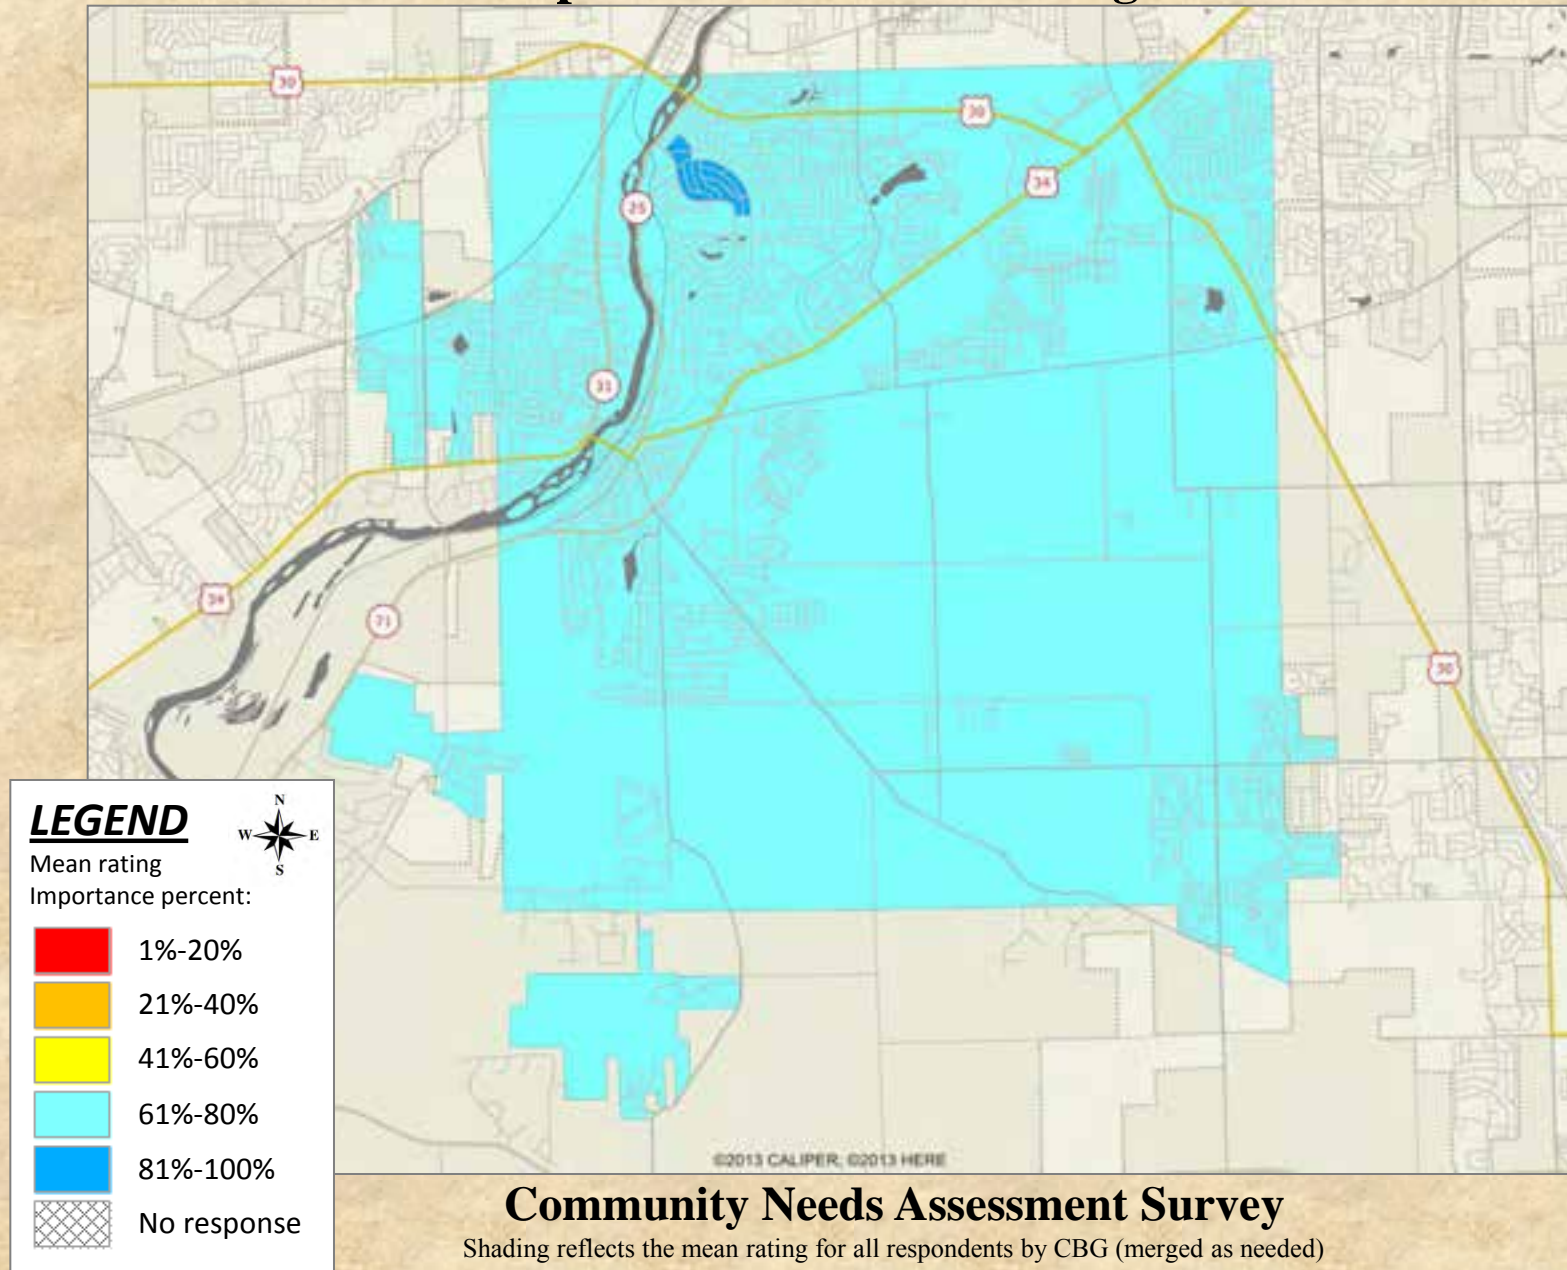 30
30
34
25
31
34
71
30
LEGEND
N
W E
S
Mean rating
Importance percent:
1%-20%
21%-40%
41%-60%
61%-80%
81%-100%
No response
©2013 CALIPER; ©2013 HERE
Community Needs Assessment Survey
Shading reflects the mean rating for all respondents by CBG (merged as needed)